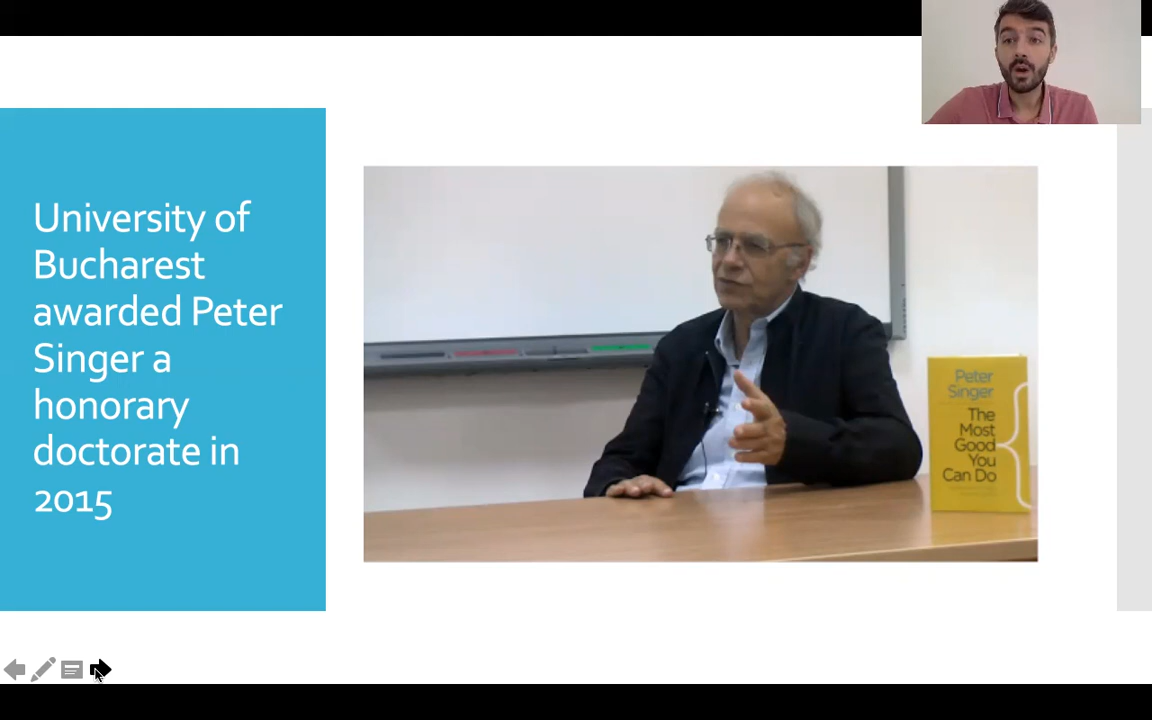 University of
Bucharest
awarded Peter
Singer a
honorary
doctorate in
2015
Peter
Singer
The
Most
Good
You
Can Do